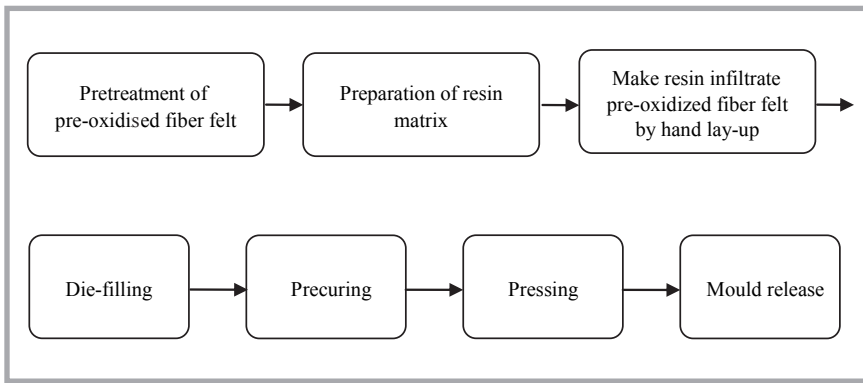 Pretreatment of
pre-oxidised fiber felt
Preparation of resin
matrix
Make resin infiltrate
pre-oxidized fiber felt
by hand lay-up
Die-filling
Precuring
Pressing
Mould release